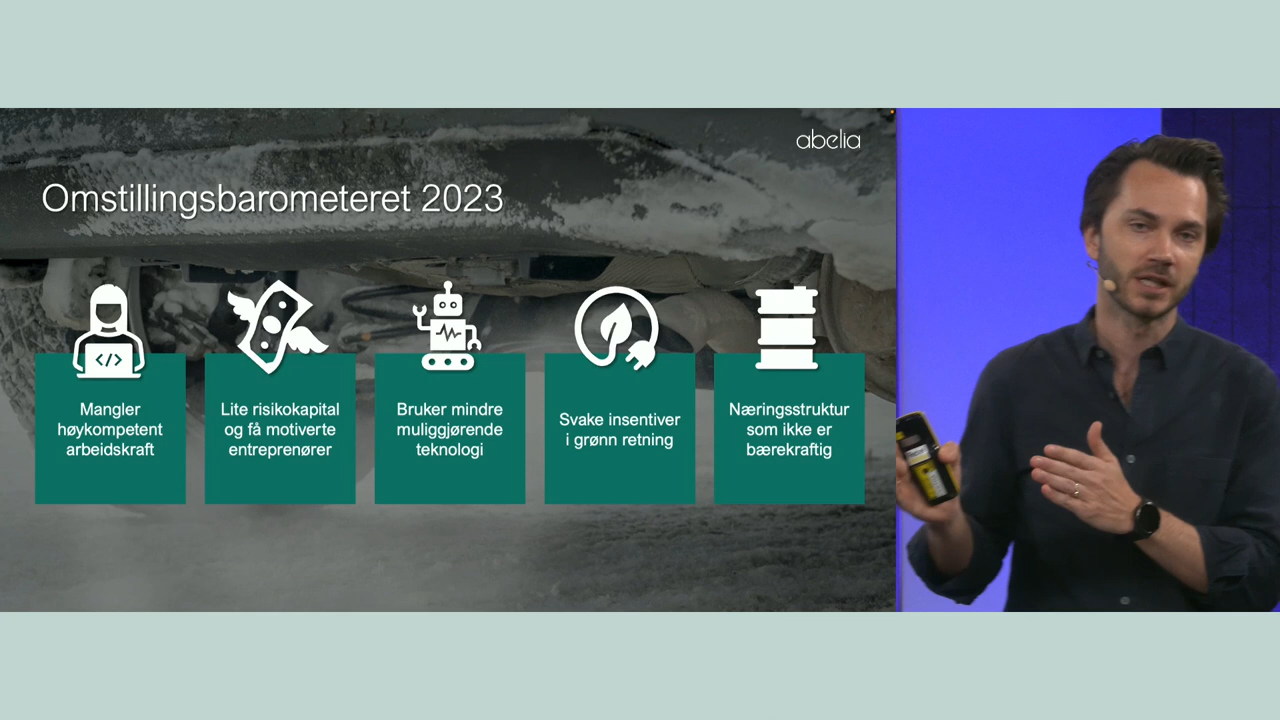 abelia
Omstillingsbarometeret 2023
</>
Mangler
høykompetent
arbeidskraft
Lite risikokapital
og få motiverte
entreprenører
Bruker mindre
muliggjørende
teknologi
Svake insentiver
i grønn retning
Næringsstruktur
som ikke er
bærekraftig